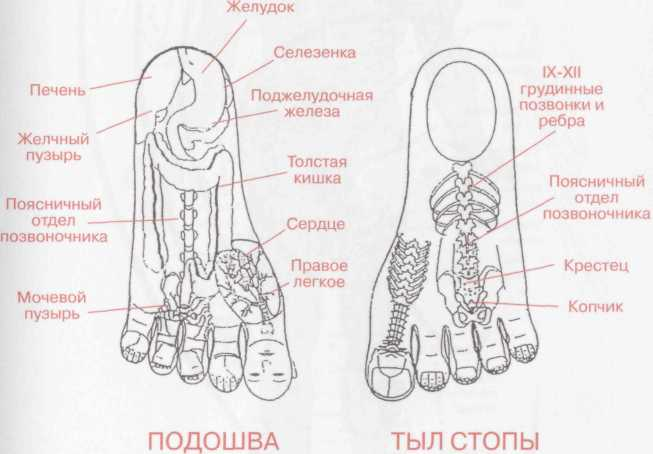 Желудок
Селезенка
Печень
Поджелудочная
железа
Желчный
пузырь
Толстая
кишка
Поясничный
отдел
позвоночника
Сердце
Правое
легкое
Мочевой
пузырь
ПОДОШВА
IX-XII
грудинные
позвонки и
ребра
Поясничный
отдел
позвоночника
Крестец
Копчик
ТЫЛ СТОПЫ